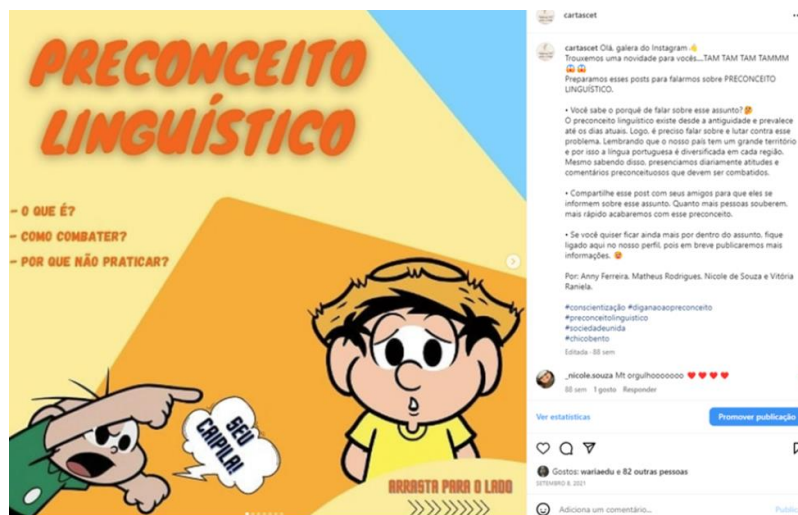 PRECONCEITO
LINGUÍSTICO
- O QUE É?
- COMO COMBATER?
- POR QUE NÃO PRATICAR?
SEU
CAIPILA!
ARRASTA PARA O LADO
cartascet
cartascet Olá, galera do Instagram
Trouxemos uma novidade para vocês....TAM TAM TAM TAMMM
Preparamos esses posts para falarmos sobre PRECONCEITO
LINGUÍSTICO.
• Você sabe o porquê de falar sobre esse assunto?🤔
O preconceito linguístico existe desde a antiguidade e prevalece
até os dias atuais. Logo, é preciso falar sobre e lutar contra esse
problema. Lembrando que o nosso país tem um grande território
e por isso a língua portuguesa é diversificada em cada região.
Mesmo sabendo disso, presenciamos diariamente atitudes e
comentários preconceituosos que devem ser combatidos.
• Compartilhe esse post com seus amigos para que eles se
informem sobre esse assunto. Quanto mais pessoas souberem,
mais rápido acabaremos com esse preconceito.
• Se você quiser ficar ainda mais por dentro do assunto, fique
ligado aqui no nosso perfil, pois em breve publicaremos mais
informações.
Por: Anny Ferreira, Matheus Rodrigues, Nicole de Souza e Vitória
Raniela.
#conscientização #diganaoaopreconceito
#preconceitolinguistico
#sociedadeunida
#chicobento
Editada · 88 sem
_nicole.souza Mt orgulhooooooo ❤❤❤❤
88 sem 1 gosto Responder
Ver estatísticas
Promover publicação
Gostos: wariaedu e 82 outras pessoas
SETEMBRO 8, 2021
Adiciona um comentário...
Public